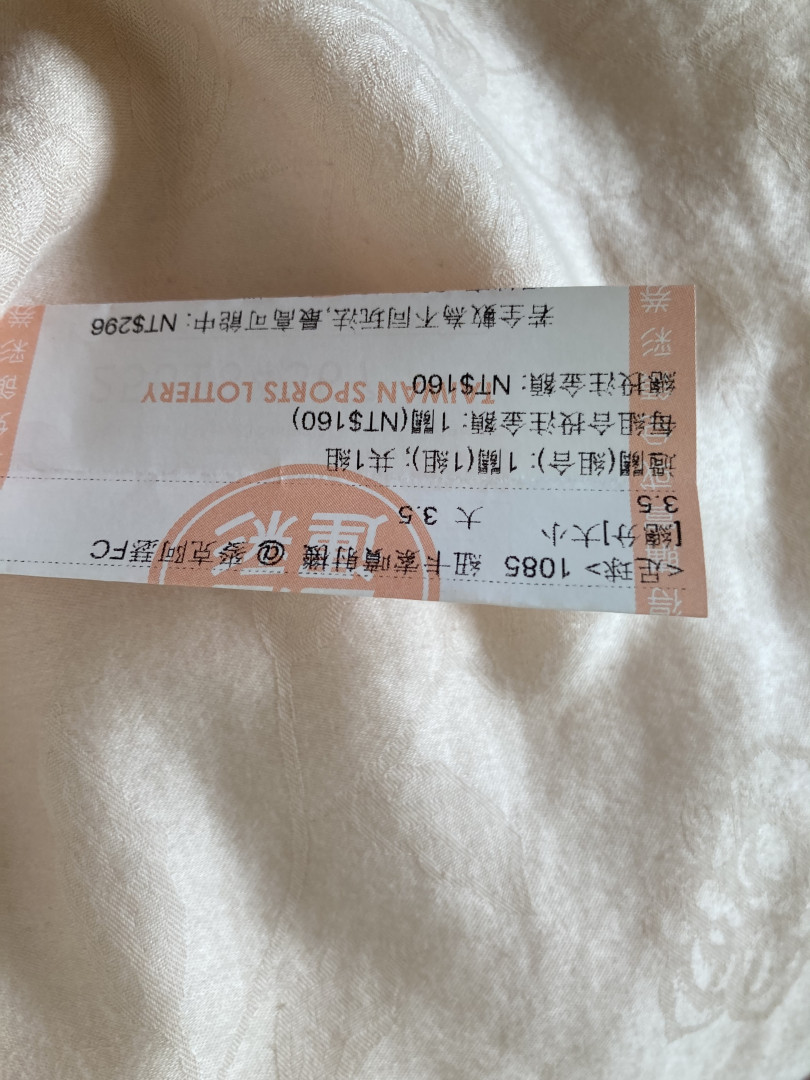 <足球> 1085 紐卡索噴射機 @ 麥克阿瑟FC
[總分]大小 大 3.5
3.5
過關(組合): 1關(1組); 共1組
每組合投注金額: 1關(NT$160)
總投注金額: NT$160
TAIWAN SPORTS LOTTERY
若全數為不同玩法,最高可能中: NT$296